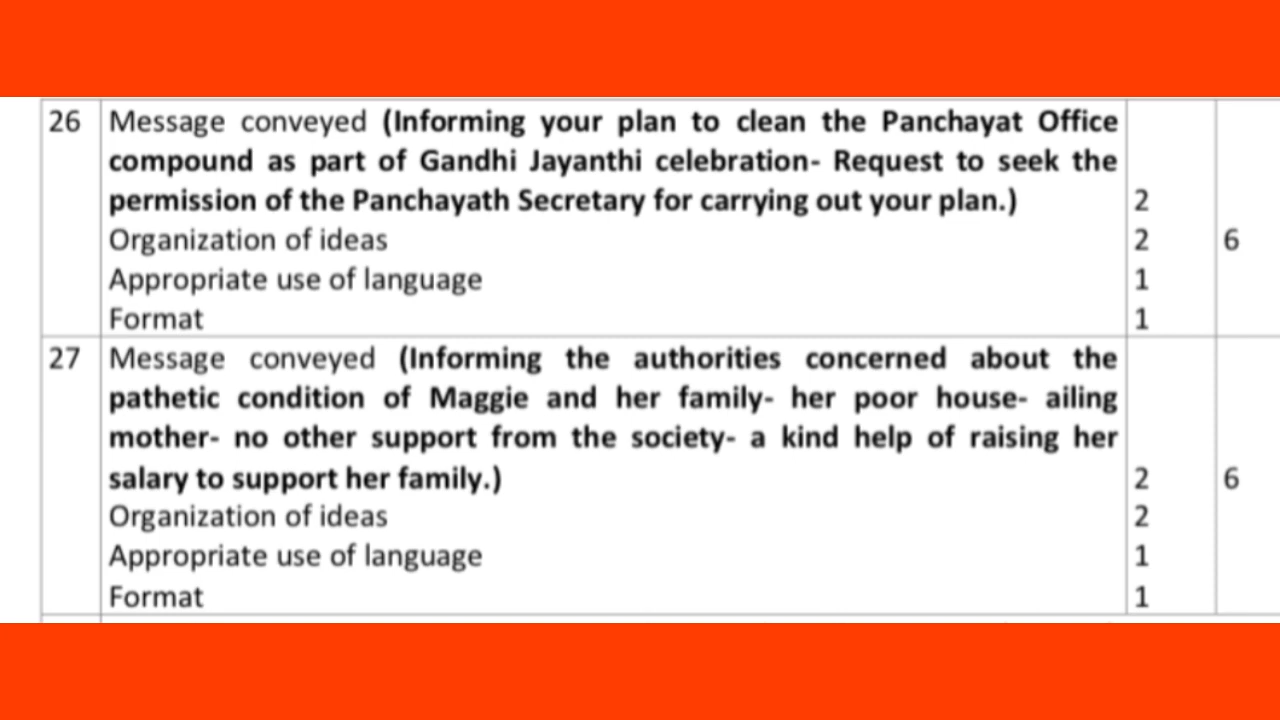 26 Message conveyed (Informing your plan to clean the Panchayat Office
compound as part of Gandhi Jayanthi celebration- Request to seek the
permission of the Panchayath Secretary for carrying out your plan.) 2
Organization of ideas 2 6
Appropriate use of language 1
Format 1
27 Message conveyed (Informing the authorities concerned about the
pathetic condition of Maggie and her family- her poor house- ailing
mother- no other support from the society- a kind help of raising her
salary to support her family.) 2 6
Organization of ideas 2
Appropriate use of language 1
Format 1